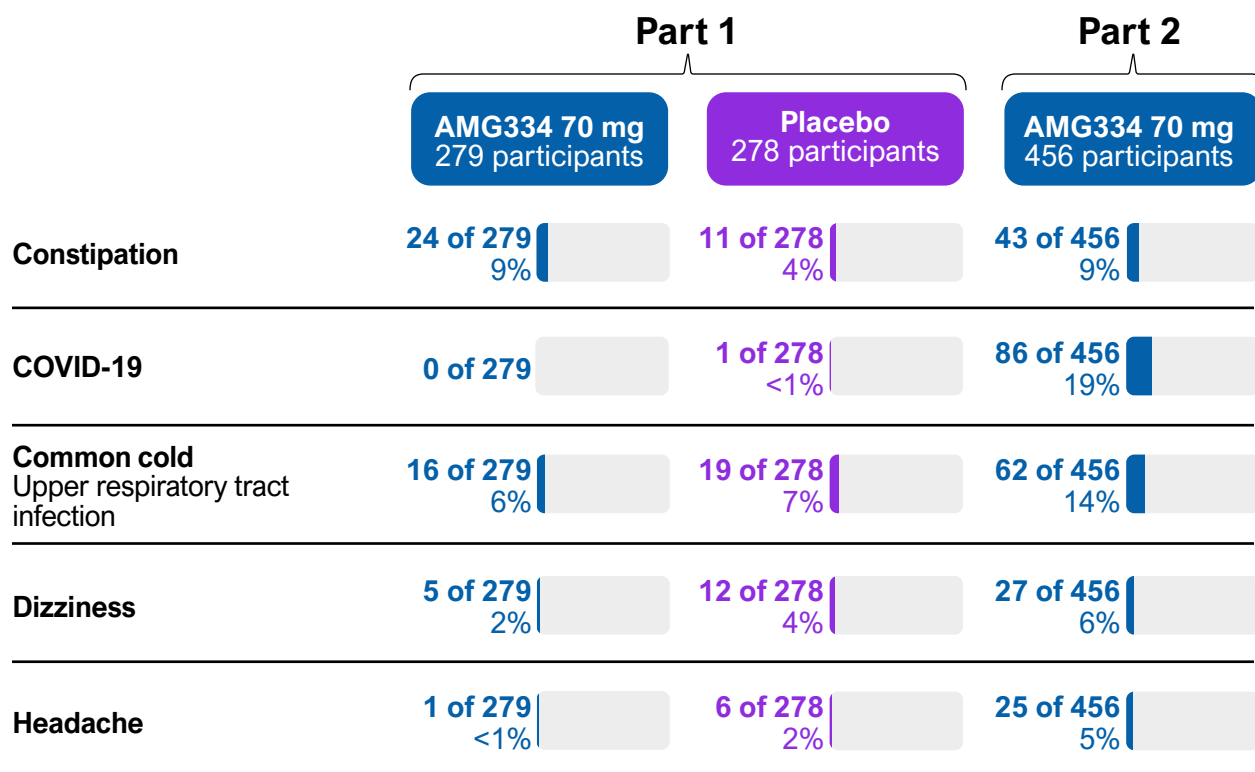 Part 1
Part 2
AMG334 70 mg
279 participants
Placebo
278 participants
AMG334 70 mg
456 participants
Constipation
24 of 279
9%
11 of 278
4%
43 of 456
9%
COVID-19
0 of 279
1 of 278
<1%
86 of 456
19%
Common cold
Upper respiratory tract
infection
16 of 279
6%
19 of 278
7%
62 of 456
14%
Dizziness
5 of 279
2%
12 of 278
4%
27 of 456
6%
Headache
1 of 279
<1%
6 of 278
2%
25 of 456
5%